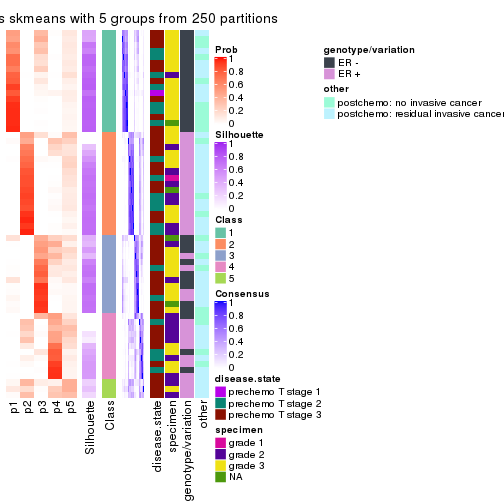 s skmeans with 5 groups from 250 partitions
Prob
1
0.8
0.6
0.4
0.2
0
Silhouette
1
0.8
0.6
0.4
0.2
0
Class
1
2
3
4
5
Consensus
1
0.8
0.6
0.4
0.2
0
disease.state
prechemo T stage 1
prechemo T stage 2
prechemo T stage 3
specimen
grade 1
grade 2
grade 3
NA
genotype/variation
ER -
ER +
other
postchemo: no invasive cancer
postchemo: residual invasive cancer
p1
p2
p3
p4
p5
Silhouette
Class
disease.state
specimen
genotype/variation
other